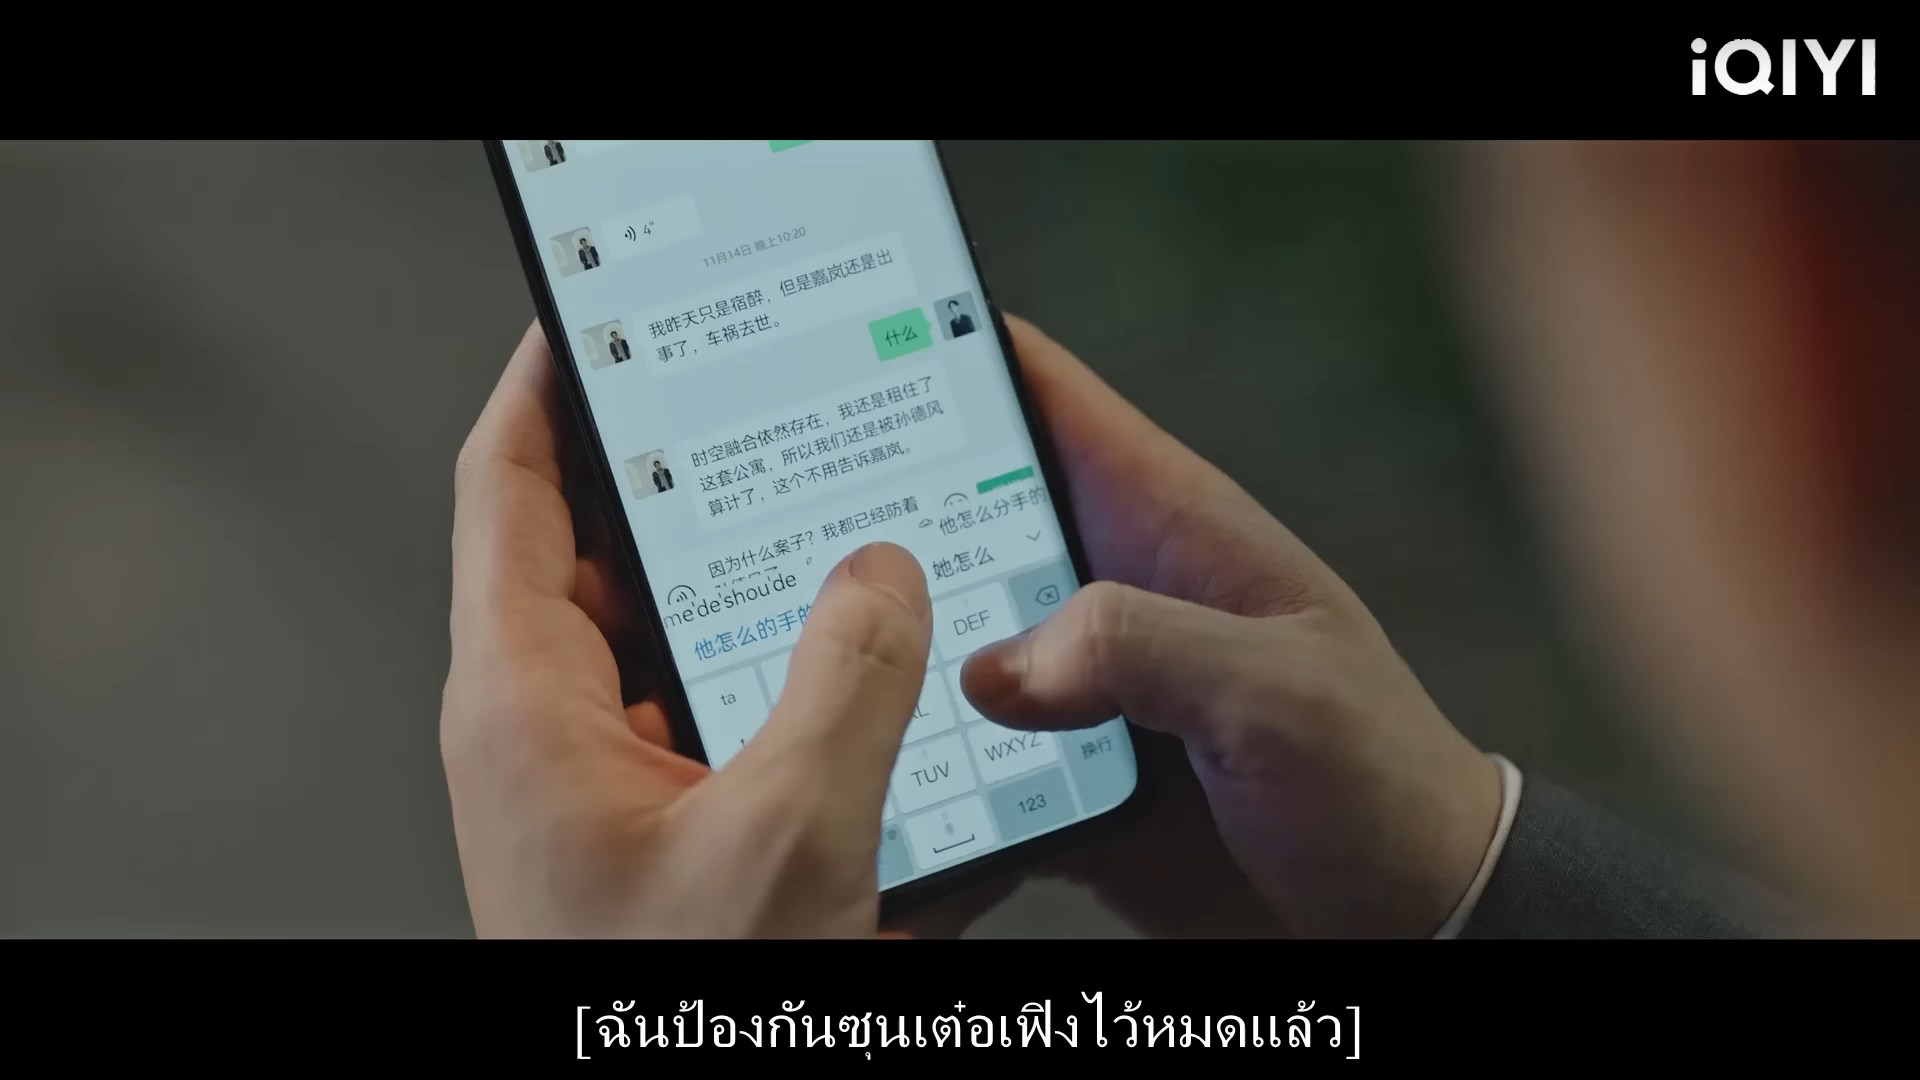 iQIYI
4"
11月14日 晚上10:20
我昨天只是宿醉，但是嘉岚还是出
事了，车祸去世。
什么
时空融合依然存在，我还是租住了
这套公寓，所以我们还是被孙德风
算计了，这个不用告诉嘉岚。
因为什么案子？我都已经防着
他怎么分手的
me'de'shou'de
他怎么的手的
她怎么
ta
DEF
TUV
WXYZ
换行
123
[ฉันป้องกันซุนเต๋อเฟิงไว้หมดแล้ว]